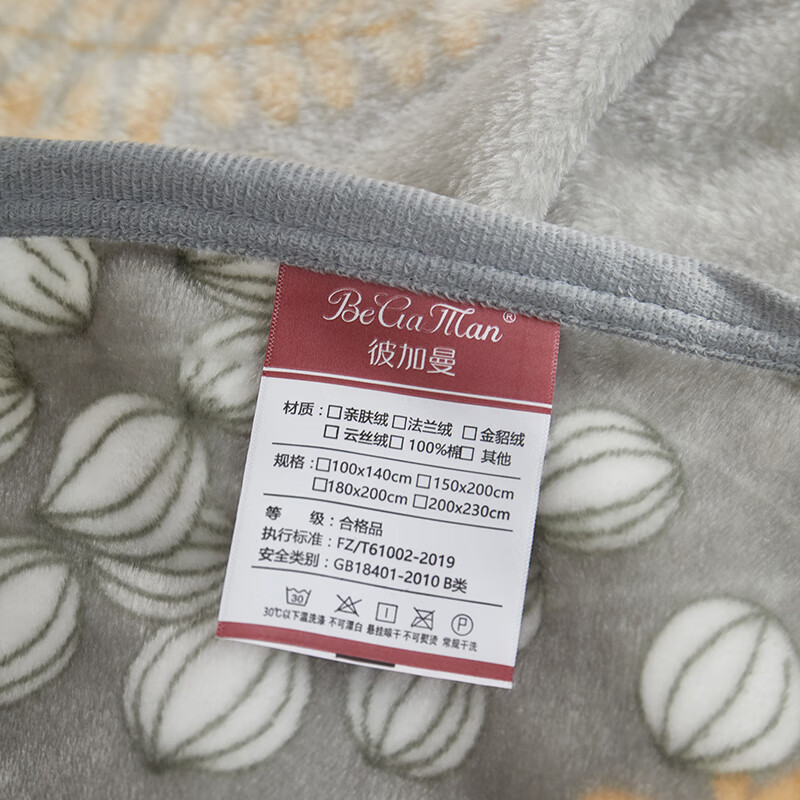 BeGaMan®
彼加曼
材质：□亲肤绒□法兰绒 □金貂绒
□云丝绒□100%棉□ 其他
规格：□100x140cm□150x200cm
□180x200cm□200x230cm
等 级：合格品
执行标准：FZ/T61002-2019
安全类别：GB18401-2010 B类
30 P
30℃以下温洗涤 不可漂白 悬挂晾干不可熨烫 常规干洗